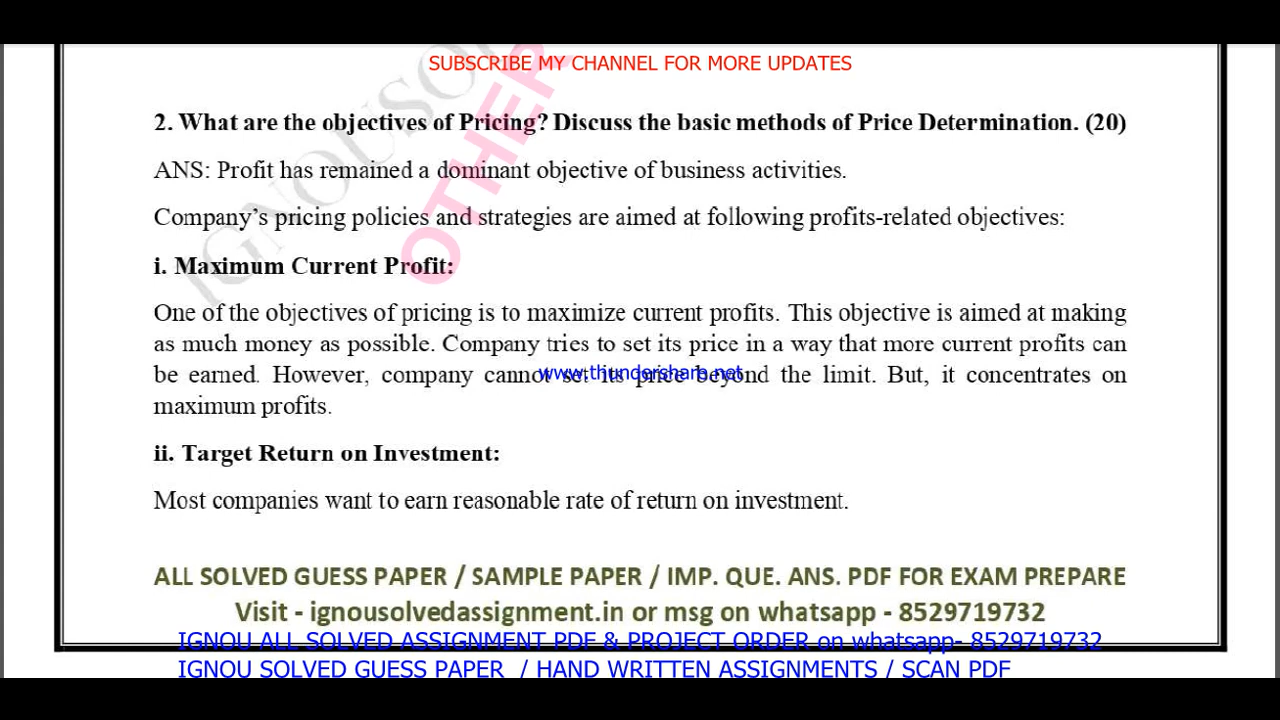 SUBSCRIBE MY CHANNEL FOR MORE UPDATES
2. What are the objectives of Pricing? Discuss the basic methods of Price Determination. (20)
ANS: Profit has remained a dominant objective of business activities.
Company's pricing policies and strategies are aimed at following profits-related objectives:
i. Maximum Current Profit:
One of the objectives of pricing is to maximize current profits. This objective is aimed at making
as much money as possible. Company tries to set its price in a way that more current profits can
be earned. However, company cannot set its price beyond the limit. But, it concentrates on
www.thundershare.net
maximum profits.
ii. Target Return on Investment:
Most companies want to earn reasonable rate of return on investment.
ALL SOLVED GUESS PAPER / SAMPLE PAPER / IMP. QUE. ANS. PDF FOR EXAM PREPARE
Visit - ignousolvedassignment.in or msg on whatsapp - 8529719732
IGNOU ALL SOLVED ASSIGNMENT PDF & PROJECT ORDER on whatsapp- 8529719732
IGNOU SOLVED GUESS PAPER / HAND WRITTEN ASSIGNMENTS / SCAN PDF
IGNOUSO
OTHER